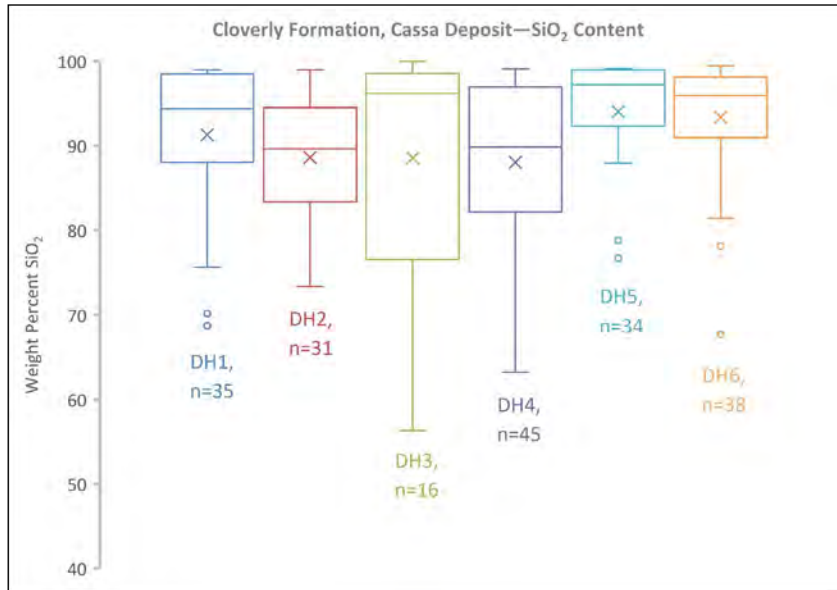 Cloverly Formation, Cassa Deposit—SiO₂ Content
Weight Percent SiO₂
100
90
80
70
60
50
40
DH1,
n=35
DH2,
n=31
DH3,
n=16
DH4,
n=45
DH5,
n=34
DH6,
n=38